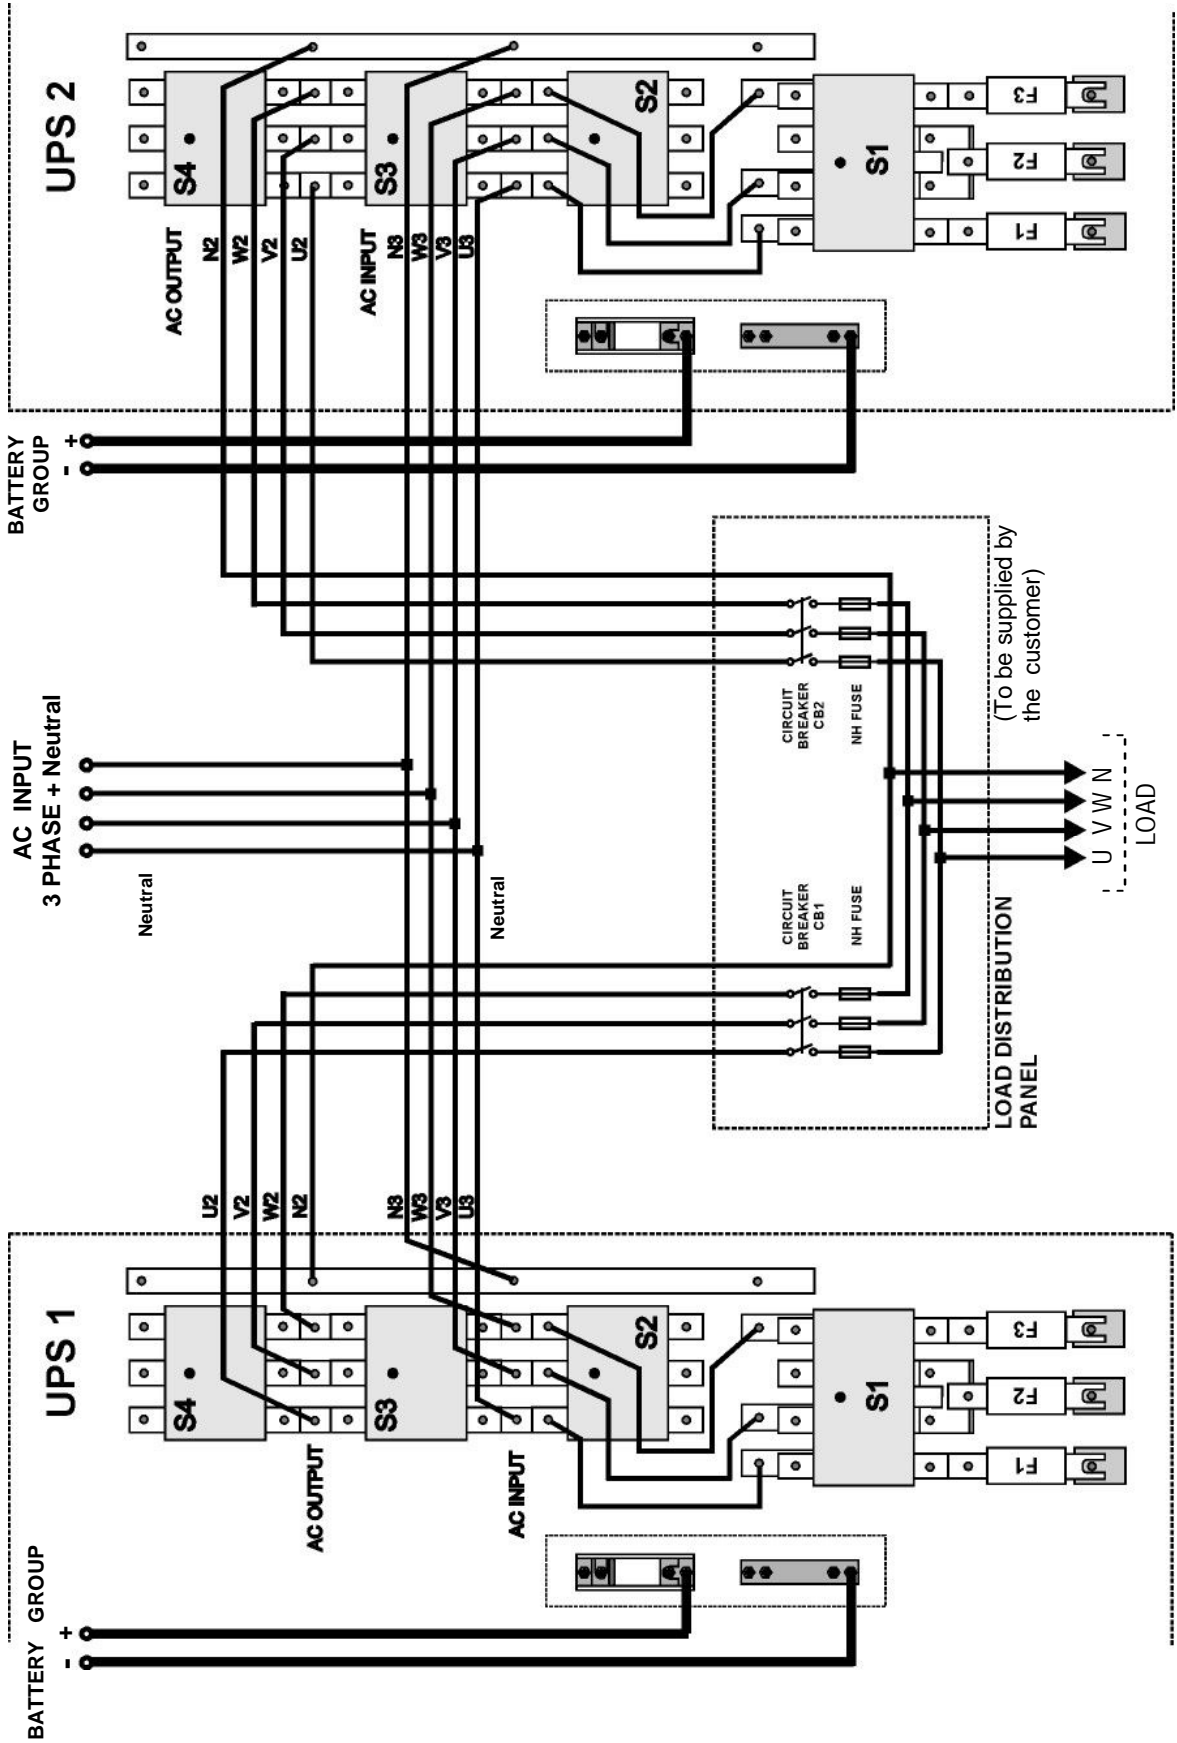 UPS 1
UPS 2
BATTERY GROUP
+
-
AC INPUT
3 PHASE + Neutral
BATTERY
GROUP
+
-
Neutral
Neutral
S4
U2
V2
W2
N2
AC OUTPUT
S3
N3
W3
V3
U3
AC INPUT
S2
S1
F1
F2
F3
S4
AC OUTPUT
N2
W2
V2
U2
S3
AC INPUT
N3
W3
V3
U3
S2
S1
F1
F2
F3
CIRCUIT
BREAKER
CB1
NH FUSE
CIRCUIT
BREAKER
CB2
NH FUSE
LOAD DISTRIBUTION
PANEL
(To be supplied by
the customer)
U V W N
LOAD